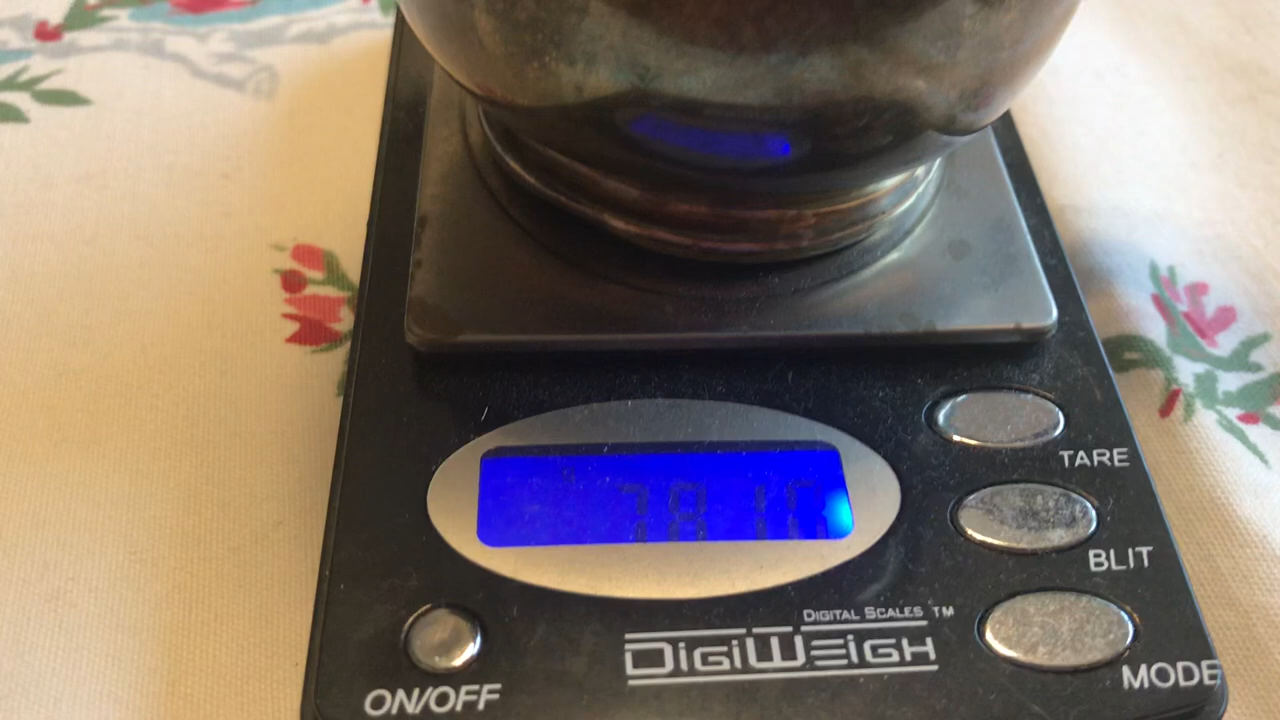 TARE
BLIT
DIGITAL SCALES ™
DIGIWEIGH
MODE
ON/OFF